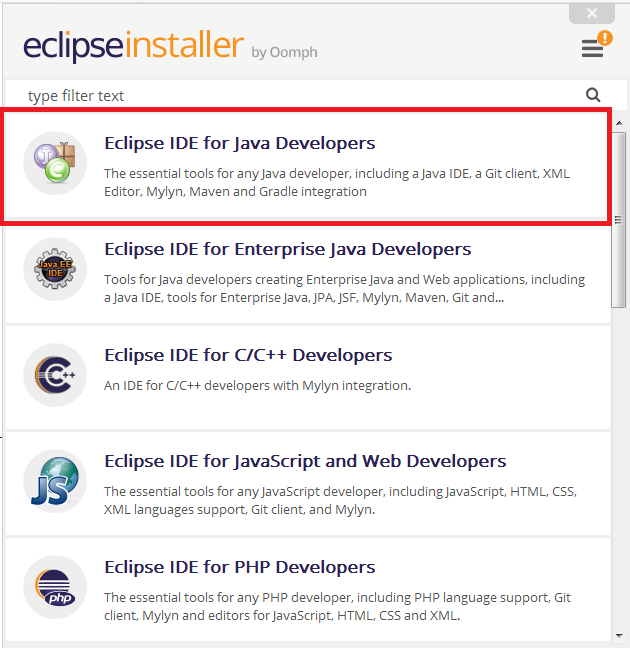 eclipseinstaller by Oomph
type filter text
Eclipse IDE for Java Developers
The essential tools for any Java developer, including a Java IDE, a Git client, XML
Editor, Mylyn, Maven and Gradle integration
Eclipse IDE for Enterprise Java Developers
Tools for Java developers creating Enterprise Java and Web applications, including
a Java IDE, tools for Enterprise Java, JPA, JSF, Mylyn, Maven, Git and...
Java EE
IDE
Eclipse IDE for C/C++ Developers
An IDE for C/C++ developers with Mylyn integration.
C++
Eclipse IDE for JavaScript and Web Developers
The essential tools for any JavaScript developer, including JavaScript, HTML, CSS,
XML languages support, Git client, and Mylyn.
JS
Eclipse IDE for PHP Developers
The essential tools for any PHP developer, including PHP language support, Git
client, Mylyn and editors for JavaScript, HTML, CSS and XML.
php